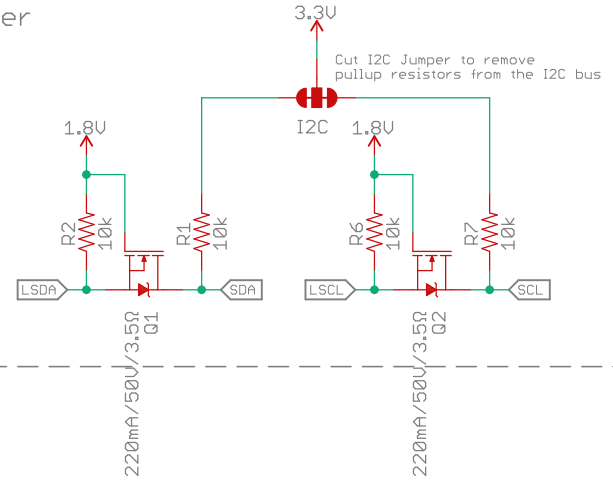 er
3.3V
Cut I2C Jumper to remove
pullup resistors from the I2C bus
I2C
1.8V
1.8V
R2
10k
R1
10k
R6
10k
R7
10k
LSDA
SDA
LSCL
SCL
220mA/50V/3.5Ω
Q1
220mA/50V/3.5Ω
Q2